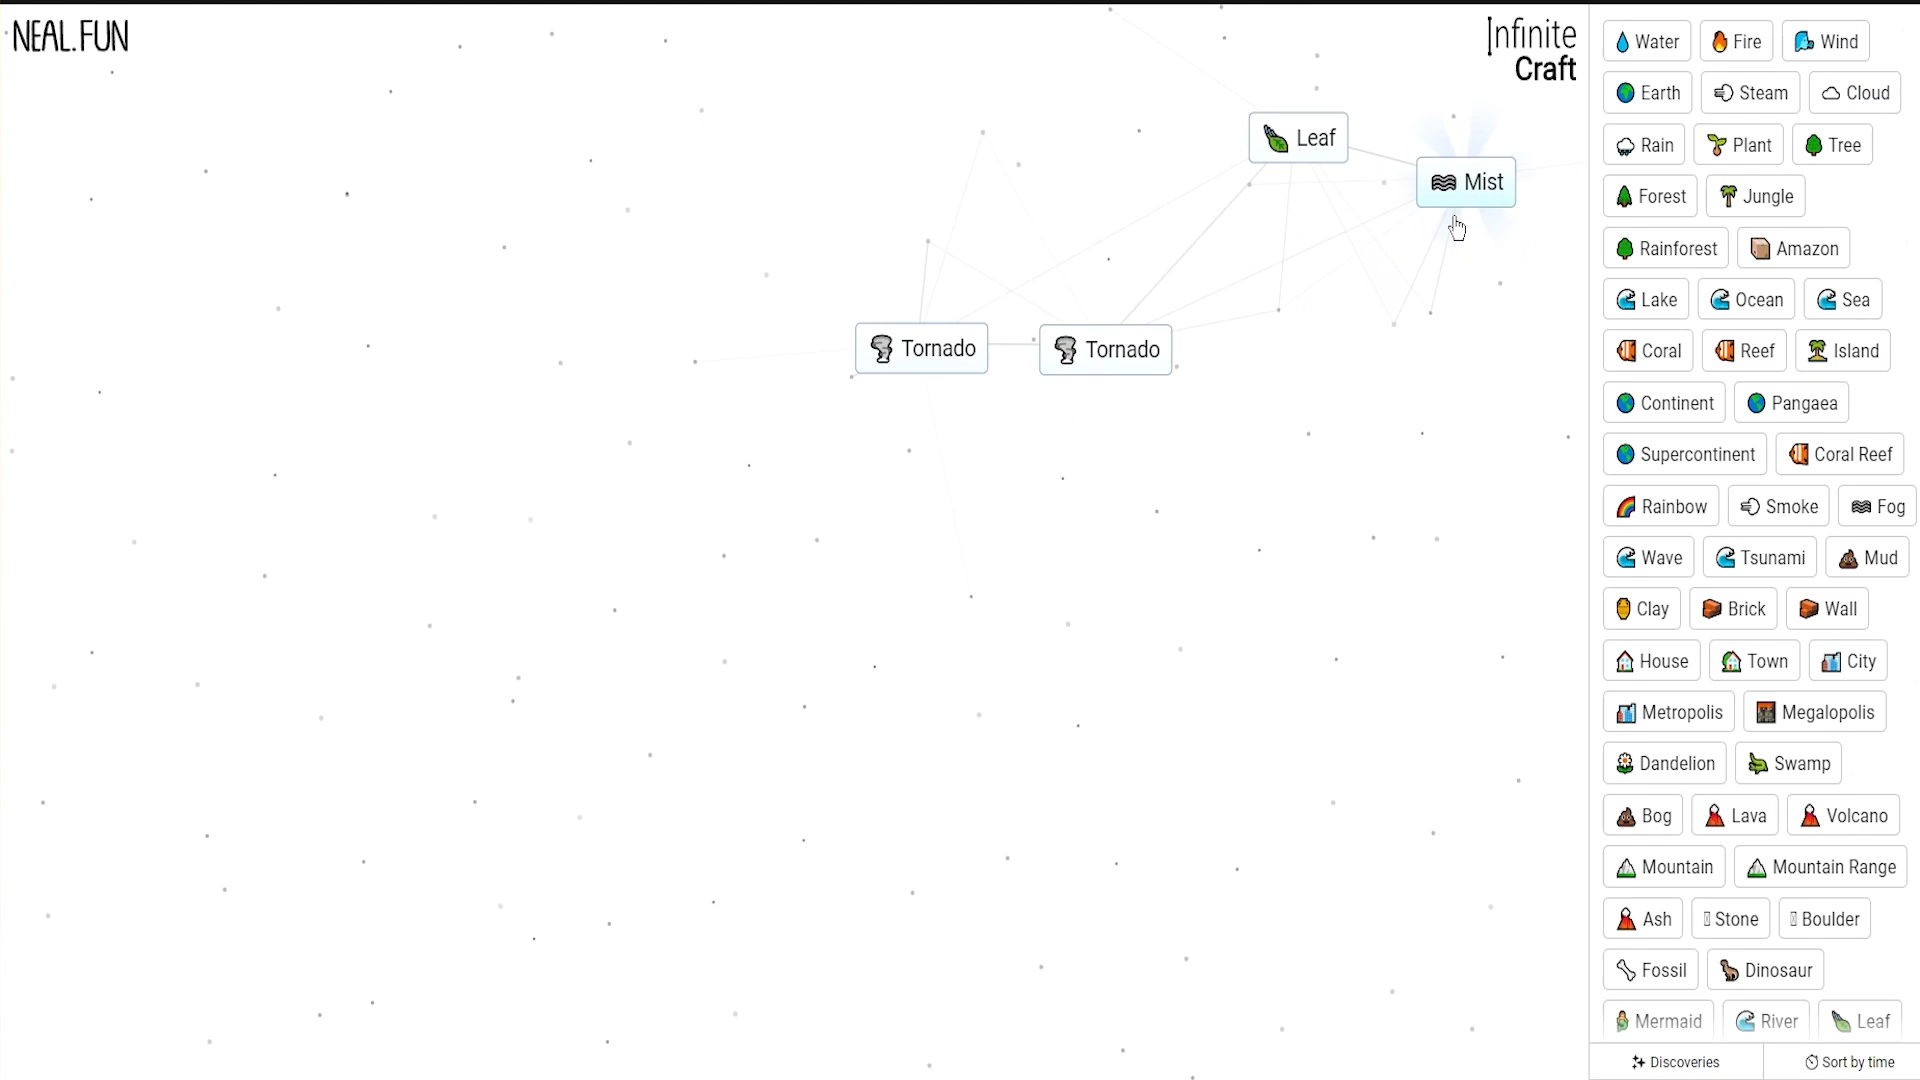 NEAL.FUN
Infinite
Craft
Leaf
Mist
Tornado Tornado
Water Fire Wind
Earth Steam Cloud
Rain Plant Tree
Forest Jungle
Rainforest Amazon
Lake Ocean Sea
Coral Reef Island
Continent Pangaea
Supercontinent Coral Reef
Rainbow Smoke Fog
Wave Tsunami Mud
Clay Brick Wall
House Town City
Metropolis Megalopolis
Dandelion Swamp
Bog Lava Volcano
Mountain Mountain Range
Ash Stone Boulder
Fossil Dinosaur
Mermaid River Leaf
Discoveries Sort by time